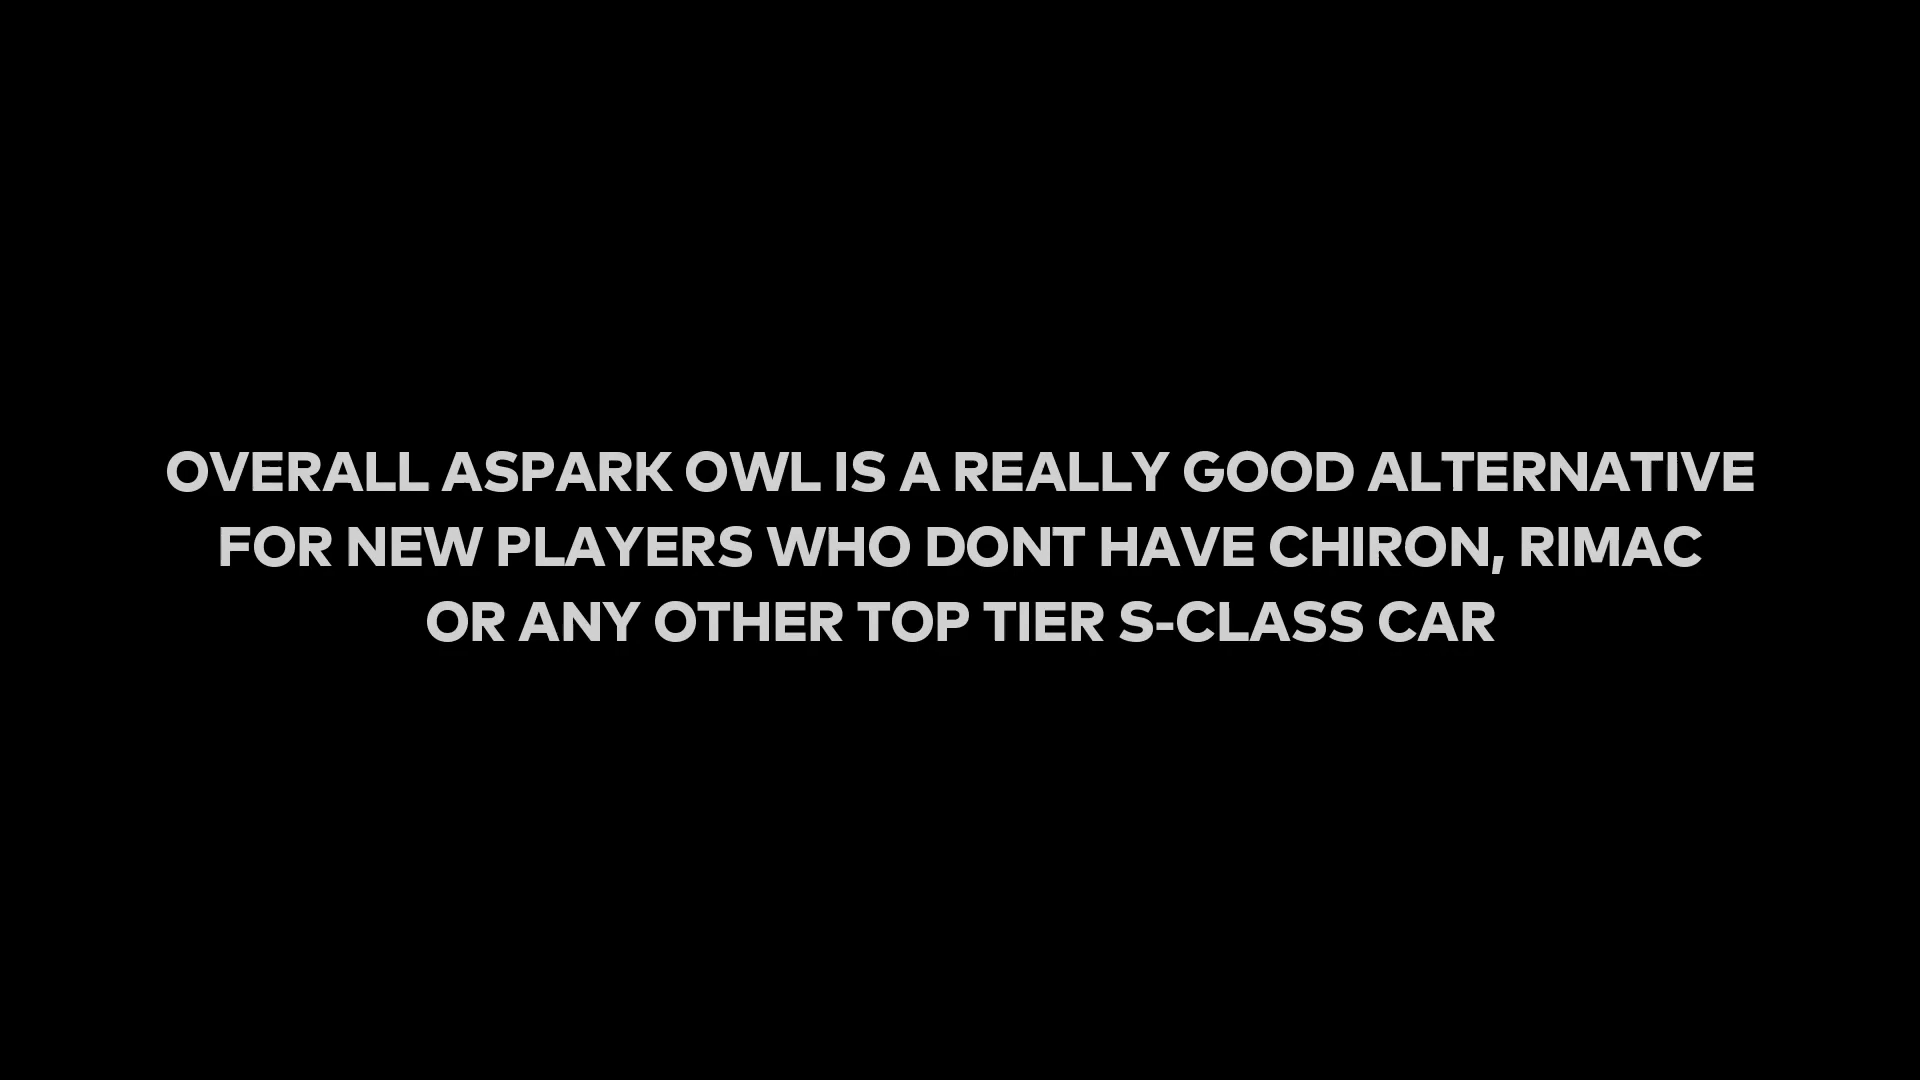 OVERALL ASPARK OWL IS A REALLY GOOD ALTERNATIVE
FOR NEW PLAYERS WHO DONT HAVE CHIRON, RIMAC
OR ANY OTHER TOP TIER S-CLASS CAR